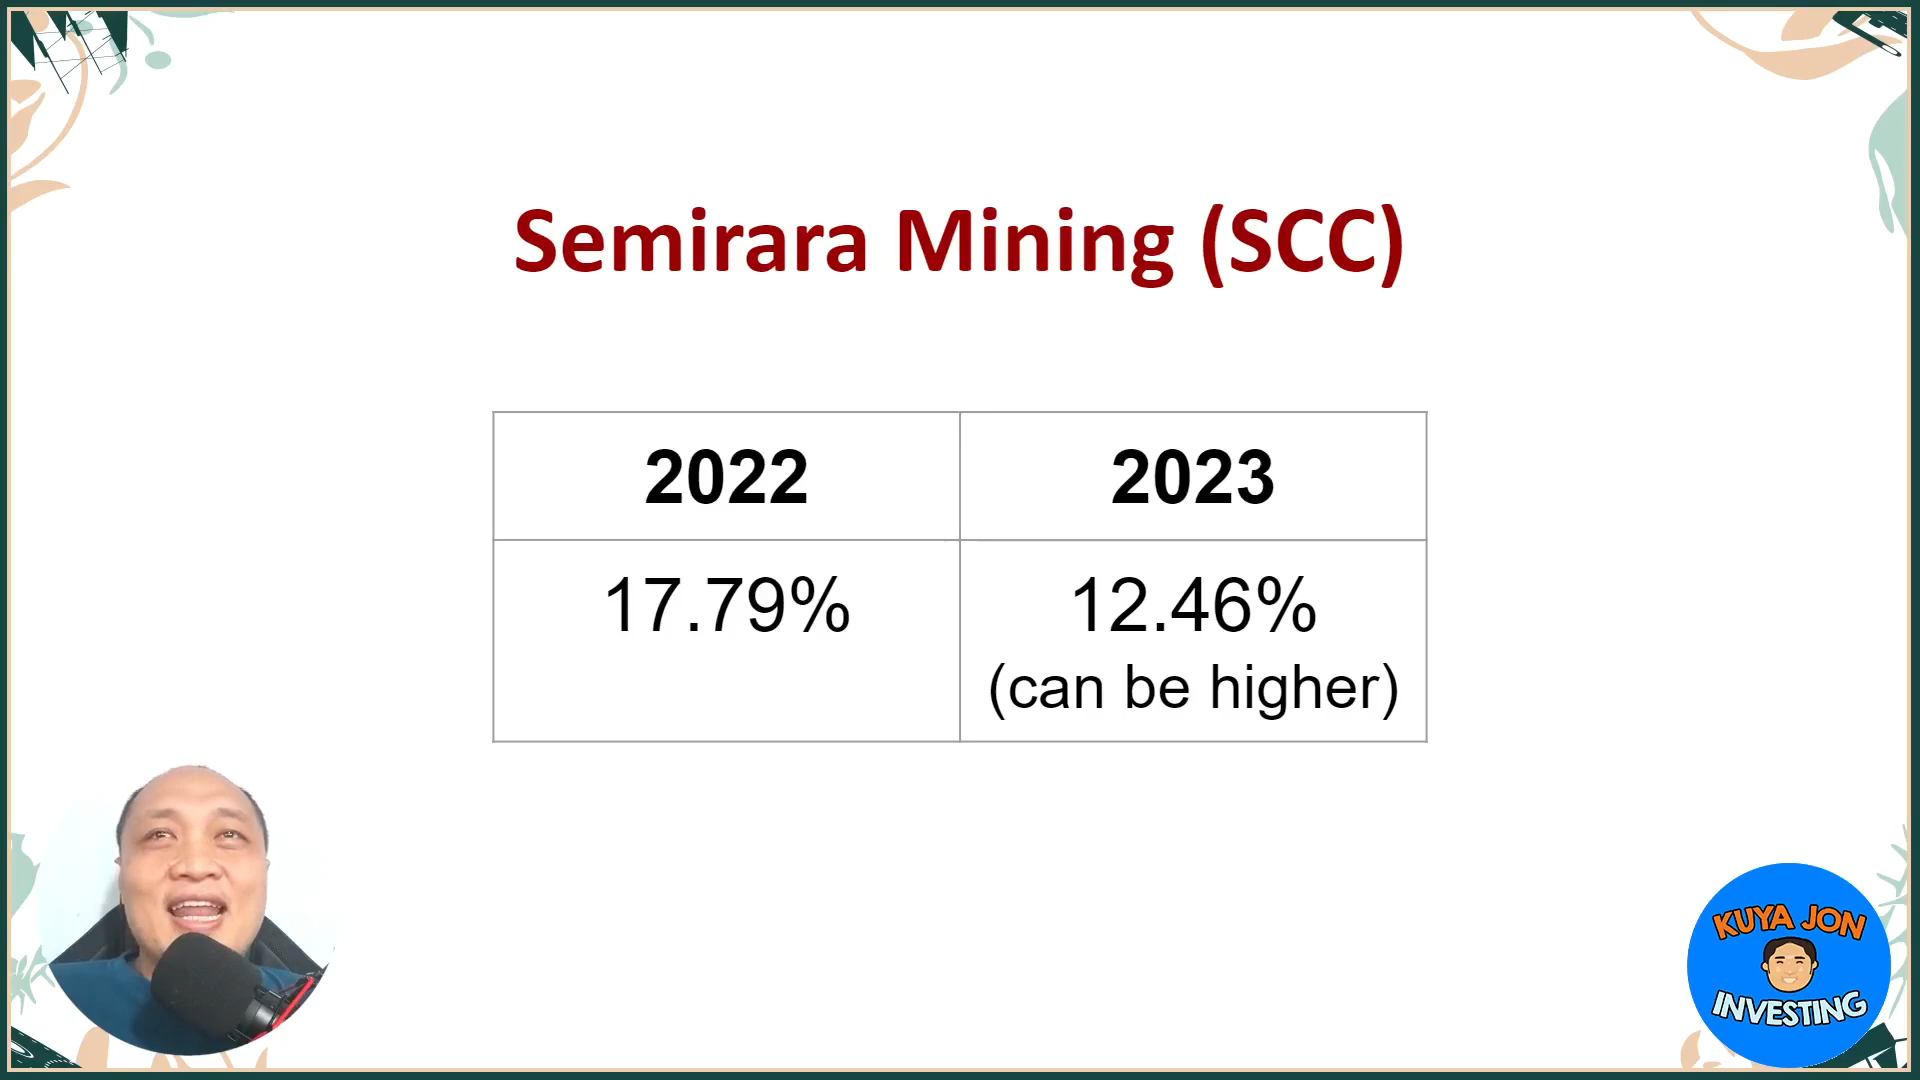 Semirara Mining (SCC)
2022 2023
17.79% 12.46%
(can be higher)
KUYA JON
INVESTING